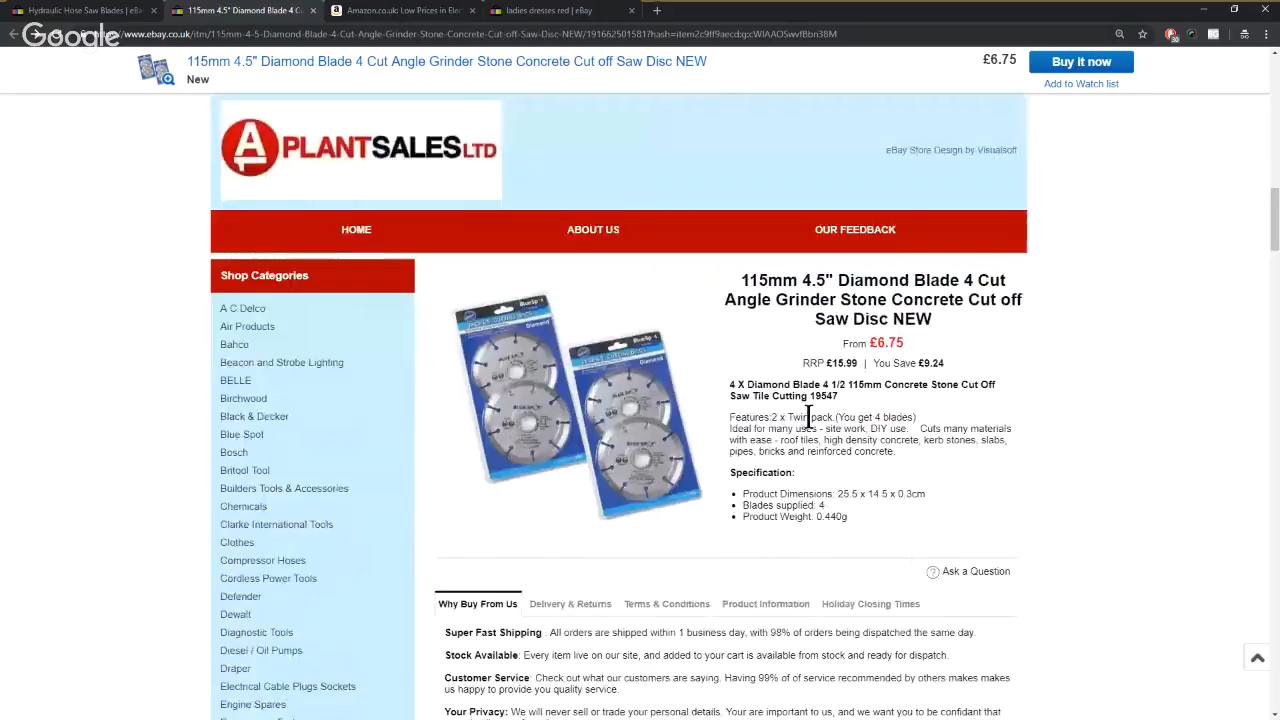 Hydraulic Hose Saw Blades | eB
115mm 4.5" Diamond Blade 4 Cu
Amazon.co.uk: Low Prices in Elec
ladies dresses red | eBay
Google
https://www.ebay.co.uk/itm/115mm-4-5-Diamond-Blade-4-Cut-Angle-Grinder-Stone-Concrete-Cut-off-Saw-Disc-NEW/
115mm 4.5" Diamond Blade 4 Cut Angle Grinder Stone Concrete Cut off Saw Disc NEW
£6.75
Buy it now
New
Add to Watch list
A PLANTSALES LTD
eBay Store Design by Visualsoft
HOME
ABOUT US
OUR FEEDBACK
Shop Categories
A C Delco
Air Products
Bahco
Beacon and Strobe Lighting
BELLE
Birchwood
Black & Decker
Blue Spot
Bosch
Britool Tool
Builders Tools & Accessories
Chemicals
Clarke International Tools
Clothes
Compressor Hoses
Cordless Power Tools
Defender
Dewalt
Diagnostic Tools
Diesel / Oil Pumps
Draper
Electrical Cable Plugs Sockets
Engine Spares
115mm 4.5" Diamond Blade 4 Cut
Angle Grinder Stone Concrete Cut off
Saw Disc NEW
From £6.75
RRP £15.99 | You Save £9.24
4 X Diamond Blade 4 1/2 115mm Concrete Stone Cut Off
Saw Tile Cutting 19547
Features:2 x Twin pack.(You get 4 blades)
Ideal for many uses - site work, DIY use. Cuts many materials
with ease - roof tiles, high density concrete, kerb stones, slabs,
pipes, bricks and reinforced concrete.
Specification:
Product Dimensions: 25.5 x 14.5 x 0.3cm
Blades supplied: 4
Product Weight: 0.440g
Ask a Question
Why Buy From Us
Delivery & Returns
Terms & Conditions
Product Information
Holiday Closing Times
Super Fast Shipping . All orders are shipped within 1 business day, with 98% of orders being dispatched the same day.
Stock Available: Every item live on our site, and added to your cart is available from stock and ready for dispatch.
Customer Service: Check out what our customers are saying. Having 99% of of service recommended by others makes makes
us happy to provide you quality service.
Your Privacy: We will never sell or trade your personal details. Your are important to us, and we want you to be confidant that